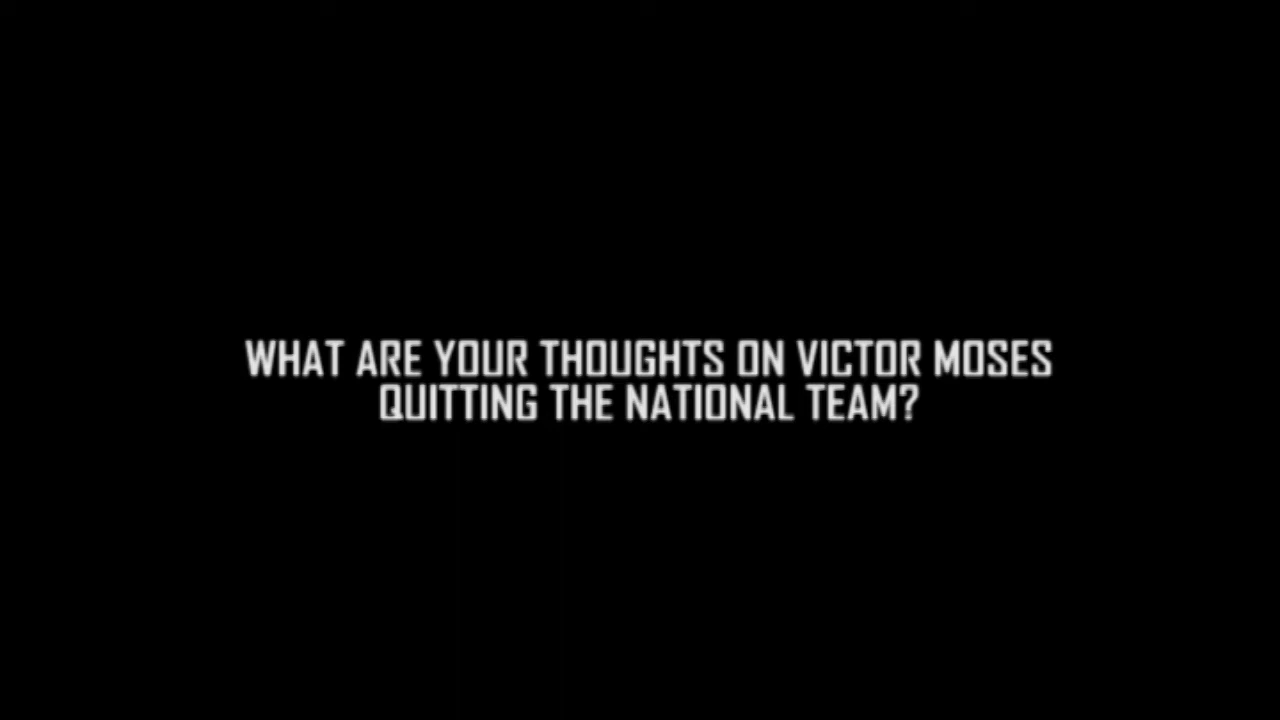 WHAT ARE YOUR THOUGHTS ON VICTOR MOSES
QUITTING THE NATIONAL TEAM?